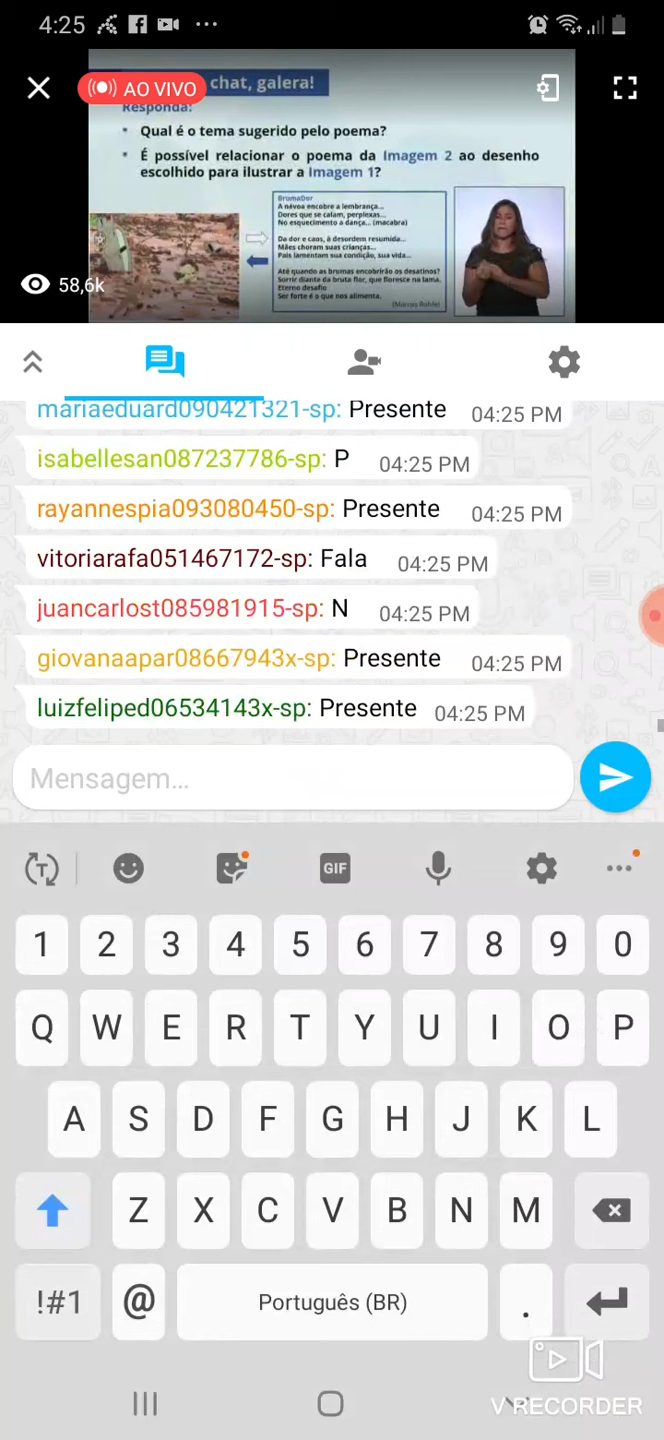 4:25
AO VIVO
chat, galera!
Responda:
• Qual é o tema sugerido pelo poema?
• É possível relacionar o poema da Imagem 2 ao desenho
escolhido para ilustrar a Imagem 1?
BrumaDor
A névoa encobre a lembrança...
Dores que se calam, perplexas...
No esquecimento a dança... (macabra)
Da dor e caos, à desordem resumida...
Mães choram suas crianças...
Pais lamentam sua condição, sua vida...
Até quando as brumas encobrirão os desatinos?
Sorrir diante da bruta flor, que floresce na lama.
Eterno desafio
Ser forte é o que nos alimenta.
58,6k
mariaeduard090421321-sp: Presente 04:25 PM
isabellesan087237786-sp: P 04:25 PM
rayannespia093080450-sp: Presente 04:25 PM
vitoriarafa051467172-sp: Fala 04:25 PM
juancarlost085981915-sp: N 04:25 PM
giovanaapar08667943x-sp: Presente 04:25 PM
luizfeliped06534143x-sp: Presente 04:25 PM
Mensagem...
GIF
1 2 3 4 5 6 7 8 9 0
Q W E R T Y U I O P
A S D F G H J K L
Z X C V B N M
!#1 @ Português (BR) .
V RECORDER